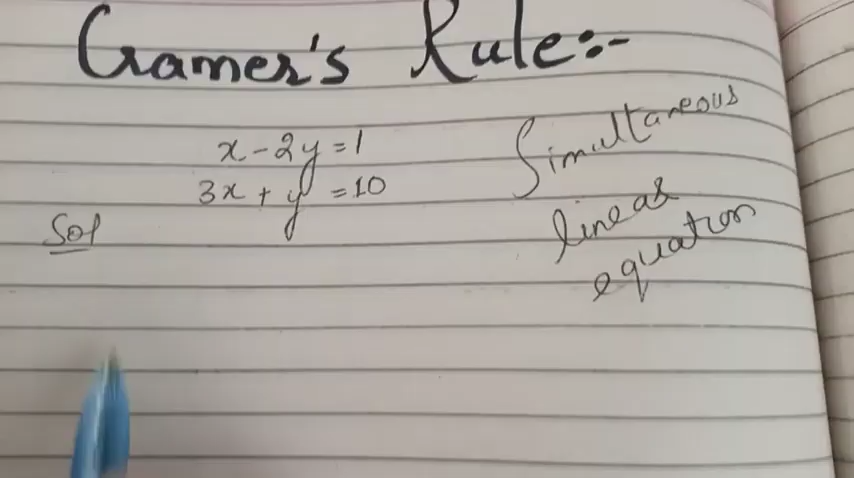 Cramer's Rule:-
x - 2y = 1
3x + y = 10
Simultaneous
linear
equation
Sol